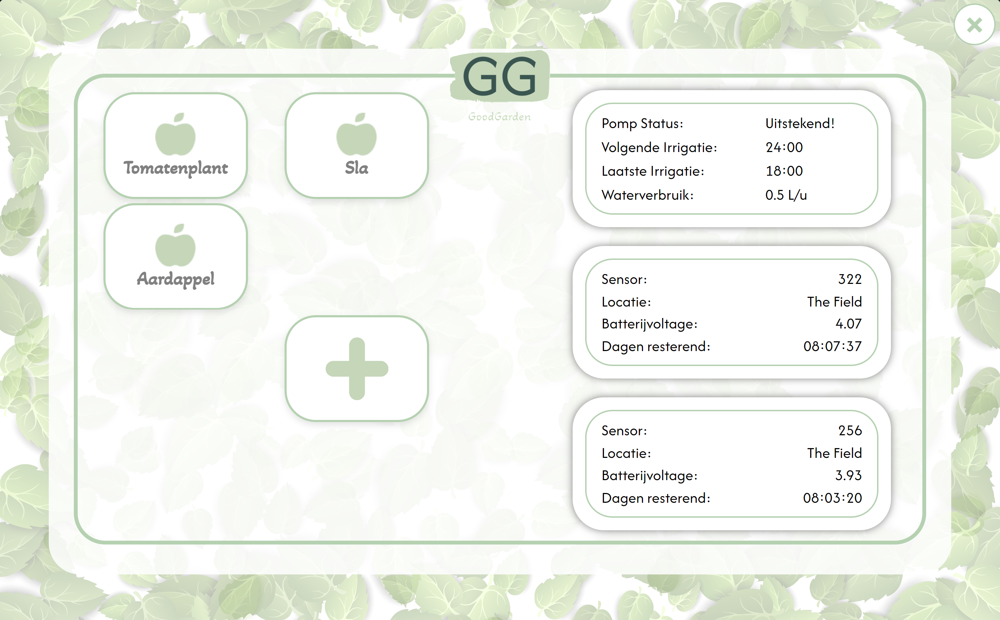 GG
GoodGarden
Tomatenplant
Sla
Aardappel
Pomp Status: Uitstekend!
Volgende Irrigatie: 24:00
Laatste Irrigatie: 18:00
Waterverbruik: 0.5 L/u
Sensor: 322
Locatie: The Field
Batterijvoltage: 4.07
Dagen resterend: 08:07:37
Sensor: 256
Locatie: The Field
Batterijvoltage: 3.93
Dagen resterend: 08:03:20